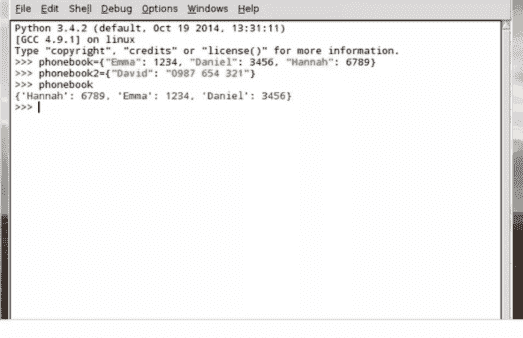 File Edit Shell Debug Options Windows Help
Python 3.4.2 (default, Oct 19 2014, 13:31:11)
[GCC 4.9.1] on linux
Type "copyright", "credits" or "license()" for more information.
>>> phonebook={"Emma": 1234, "Daniel": 3456, "Hannah": 6789}
>>> phonebook2={"David": "0987 654 321"}
>>> phonebook
{'Hannah': 6789, 'Emma': 1234, 'Daniel': 3456}
>>>